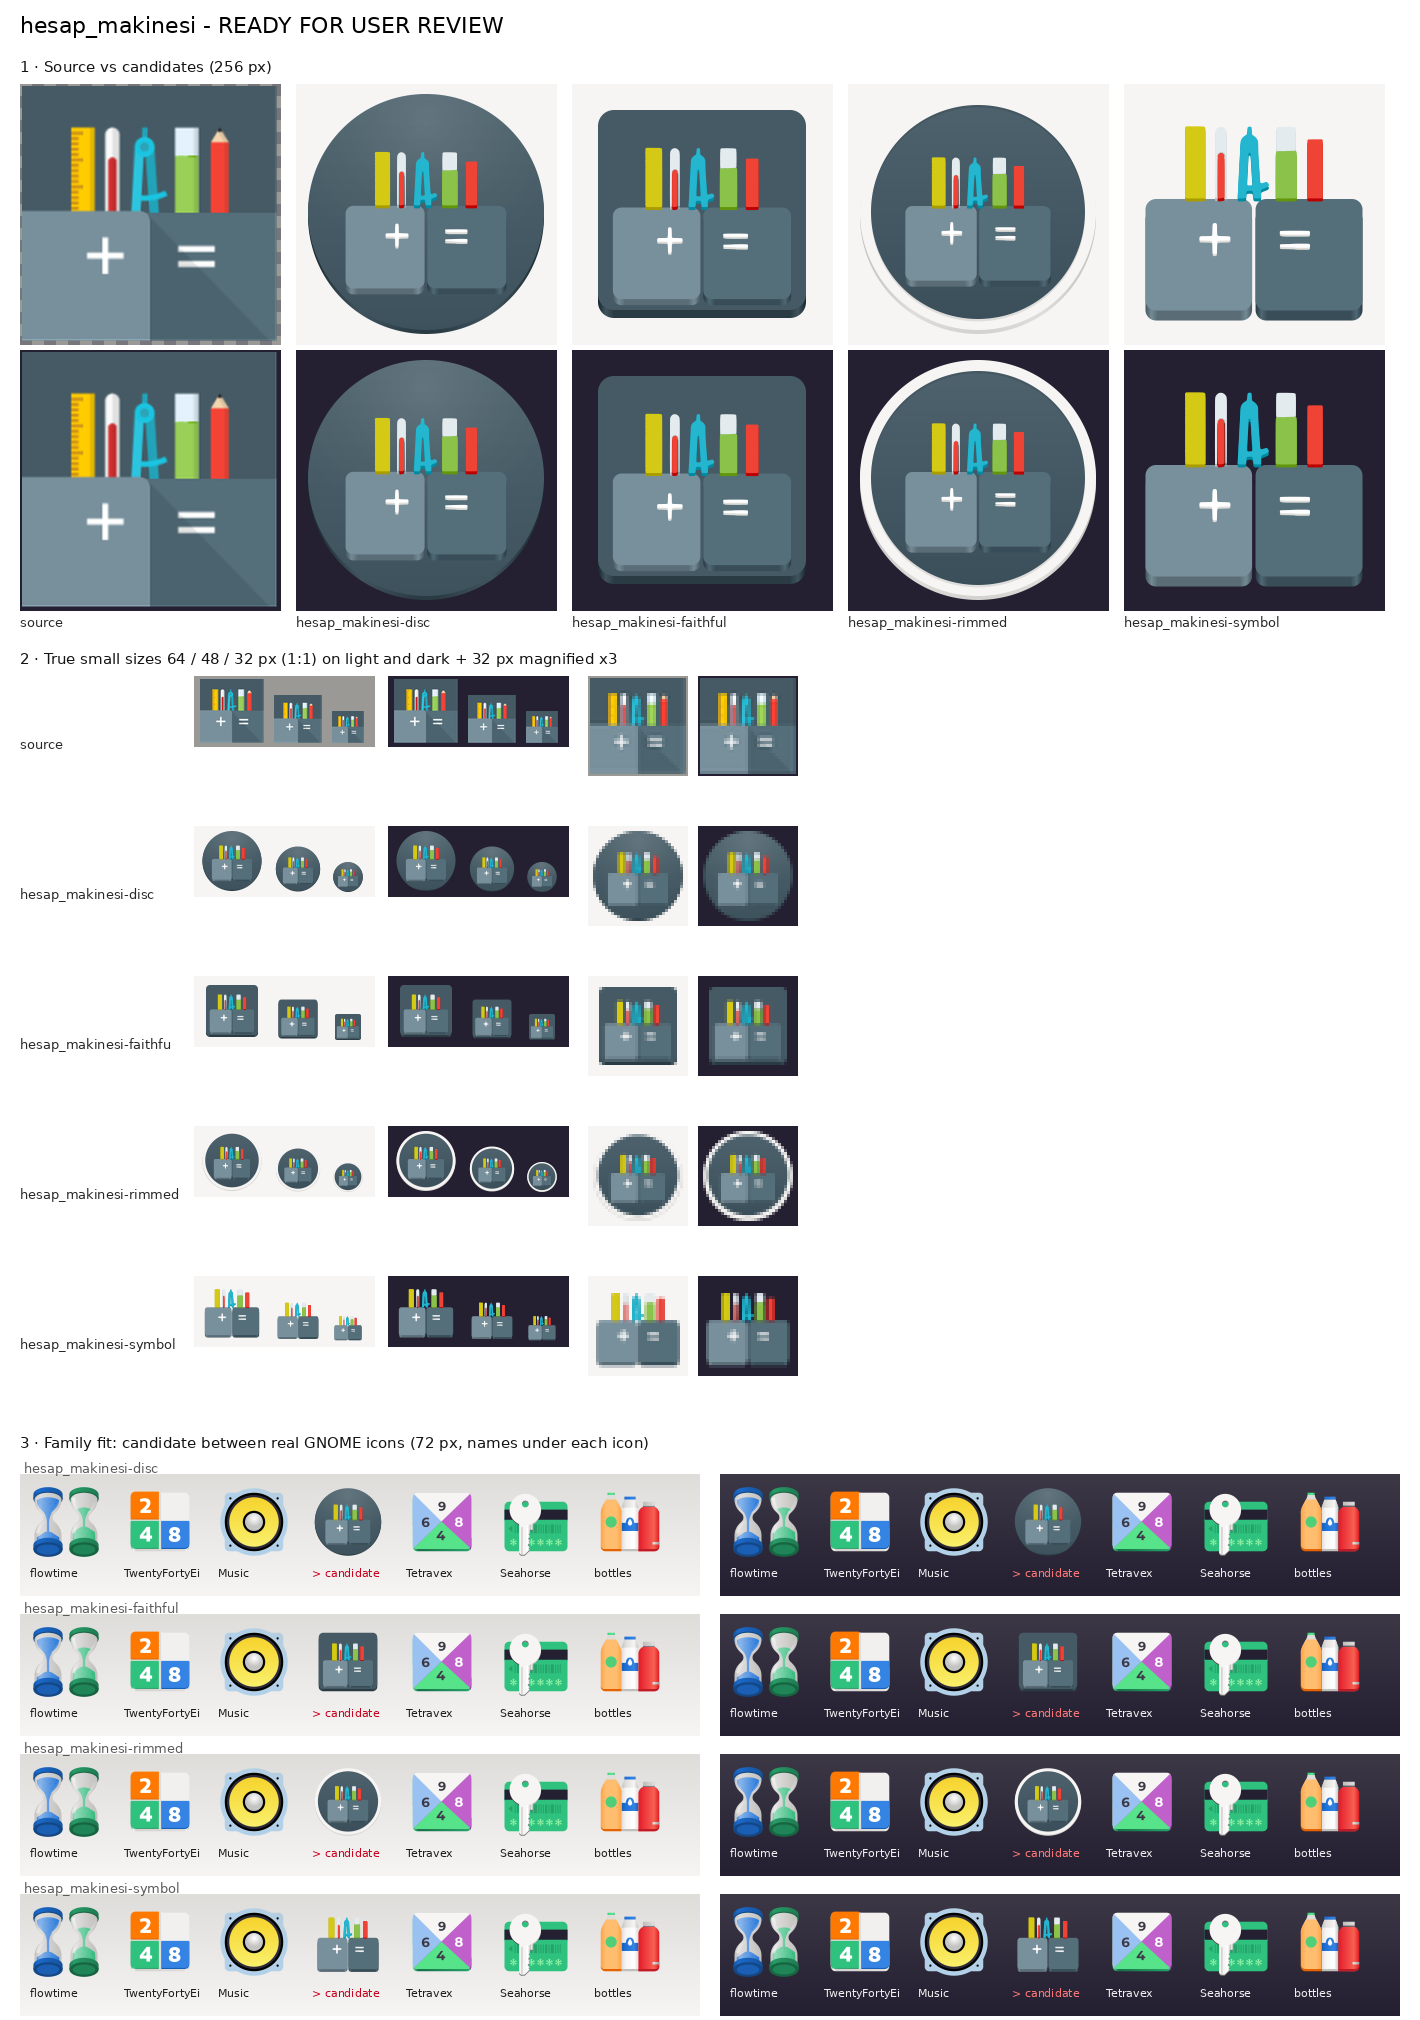 hesap_makinesi - READY FOR USER REVIEW
1 · Source vs candidates (256 px)
source
hesap_makinesi-disc
hesap_makinesi-faithful
hesap_makinesi-rimmed
hesap_makinesi-symbol
2 · True small sizes 64 / 48 / 32 px (1:1) on light and dark + 32 px magnified x3
source
hesap_makinesi-disc
hesap_makinesi-faithfu
hesap_makinesi-rimmed
hesap_makinesi-symbol
3 · Family fit: candidate between real GNOME icons (72 px, names under each icon)
hesap_makinesi-disc
flowtime TwentyFortyEi Music > candidate Tetravex Seahorse bottles flowtime TwentyFortyEi Music > candidate Tetravex Seahorse bottles
hesap_makinesi-faithful
flowtime TwentyFortyEi Music > candidate Tetravex Seahorse bottles flowtime TwentyFortyEi Music > candidate Tetravex Seahorse bottles
hesap_makinesi-rimmed
flowtime TwentyFortyEi Music > candidate Tetravex Seahorse bottles flowtime TwentyFortyEi Music > candidate Tetravex Seahorse bottles
hesap_makinesi-symbol
flowtime TwentyFortyEi Music > candidate Tetravex Seahorse bottles flowtime TwentyFortyEi Music > candidate Tetravex Seahorse bottles